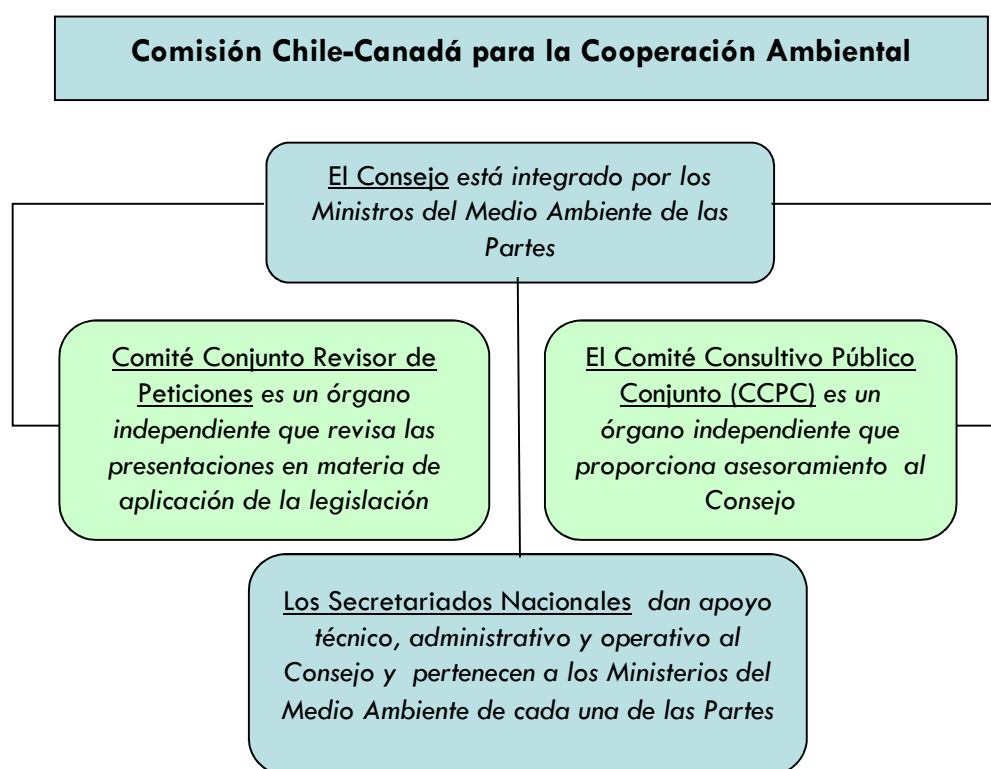 Comisión Chile-Canadá para la Cooperación Ambiental
El Consejo está integrado por los
Ministros del Medio Ambiente de las
Partes
Comité Conjunto Revisor de
Peticiones es un órgano
independiente que revisa las
presentaciones en materia de
aplicación de la legislación
El Comité Consultivo Público
Conjunto (CCPC) es un
órgano independiente que
proporciona asesoramiento al
Consejo
Los Secretariados Nacionales dan apoyo
técnico, administrativo y operativo al
Consejo y pertenecen a los Ministerios del
Medio Ambiente de cada una de las Partes